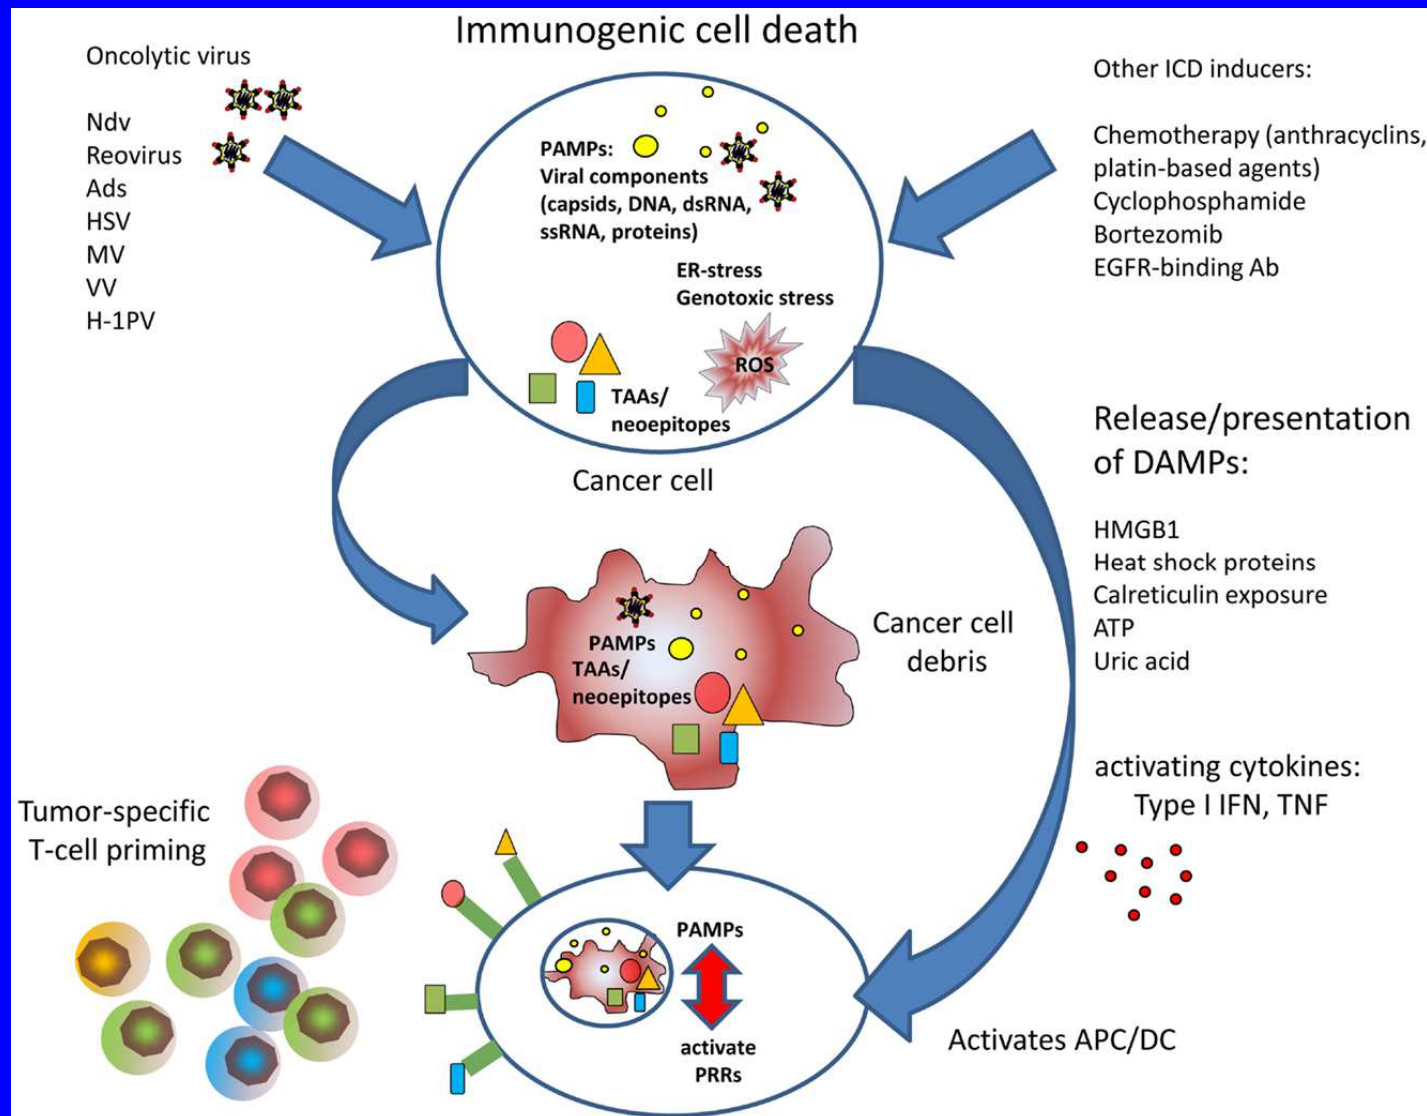 Immunogenic cell death
Oncolytic virus
Ndv
Reovirus
Ads
HSV
MV
VV
H-1PV
Other ICD inducers:
Chemotherapy (anthracyclins,
platin-based agents)
Cyclophosphamide
Bortezomib
EGFR-binding Ab
PAMPs:
Viral components
(capsids, DNA, dsRNA,
ssRNA, proteins)
ER-stress
Genotoxic stress
ROS
TAAs/
neoepitopes
Cancer cell
Release/presentation
of DAMPs:
HMGB1
Heat shock proteins
Calreticulin exposure
ATP
Uric acid
PAMPs
TAAs/
neoepitopes
Cancer cell
debris
activating cytokines:
Type I IFN, TNF
Tumor-specific
T-cell priming
PAMPs
activate
PRRs
Activates APC/DC